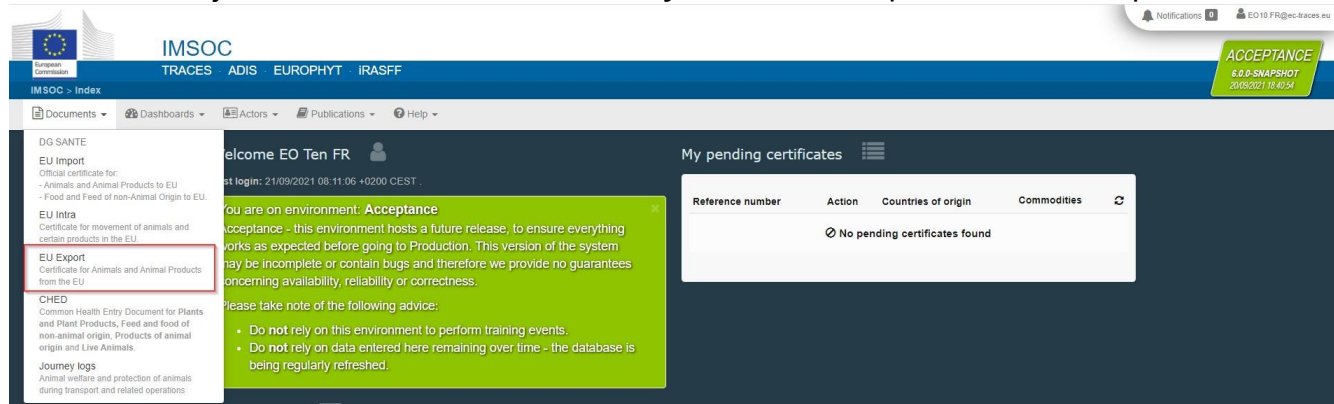 Notifications 0 EO10.FR@ec-traces.eu
European
Commission
IMSOC
TRACES · ADIS · EUROPHYT · iRASFF
ACCEPTANCE
6.0.0-SNAPSHOT
20/09/2021 18:40:54
IMSOC > Index
Documents Dashboards Actors Publications Help
DG SANTE
EU Import
Official certificate for:
- Animals and Animal Products to EU
- Food and Feed of non-Animal Origin to EU.
EU Intra
Certificate for movement of animals and
certain products in the EU.
EU Export
Certificate for Animals and Animal Products
from the EU
CHED
Common Health Entry Document for Plants
and Plant Products, Feed and food of
non-animal origin, Products of animal
origin and Live Animals.
Journey logs
Animal welfare and protection of animals
during transport and related operations
elcome EO Ten FR
st login: 21/09/2021 08:11:06 +0200 CEST .
You are on environment: Acceptance
Acceptance - this environment hosts a future release, to ensure everything
works as expected before going to Production. This version of the system
may be incomplete or contain bugs and therefore we provide no guarantees
concerning availability, reliability or correctness.
Please take note of the following advice:
• Do not rely on this environment to perform training events.
• Do not rely on data entered here remaining over time - the database is
being regularly refreshed.
My pending certificates
Reference number Action Countries of origin Commodities
No pending certificates found